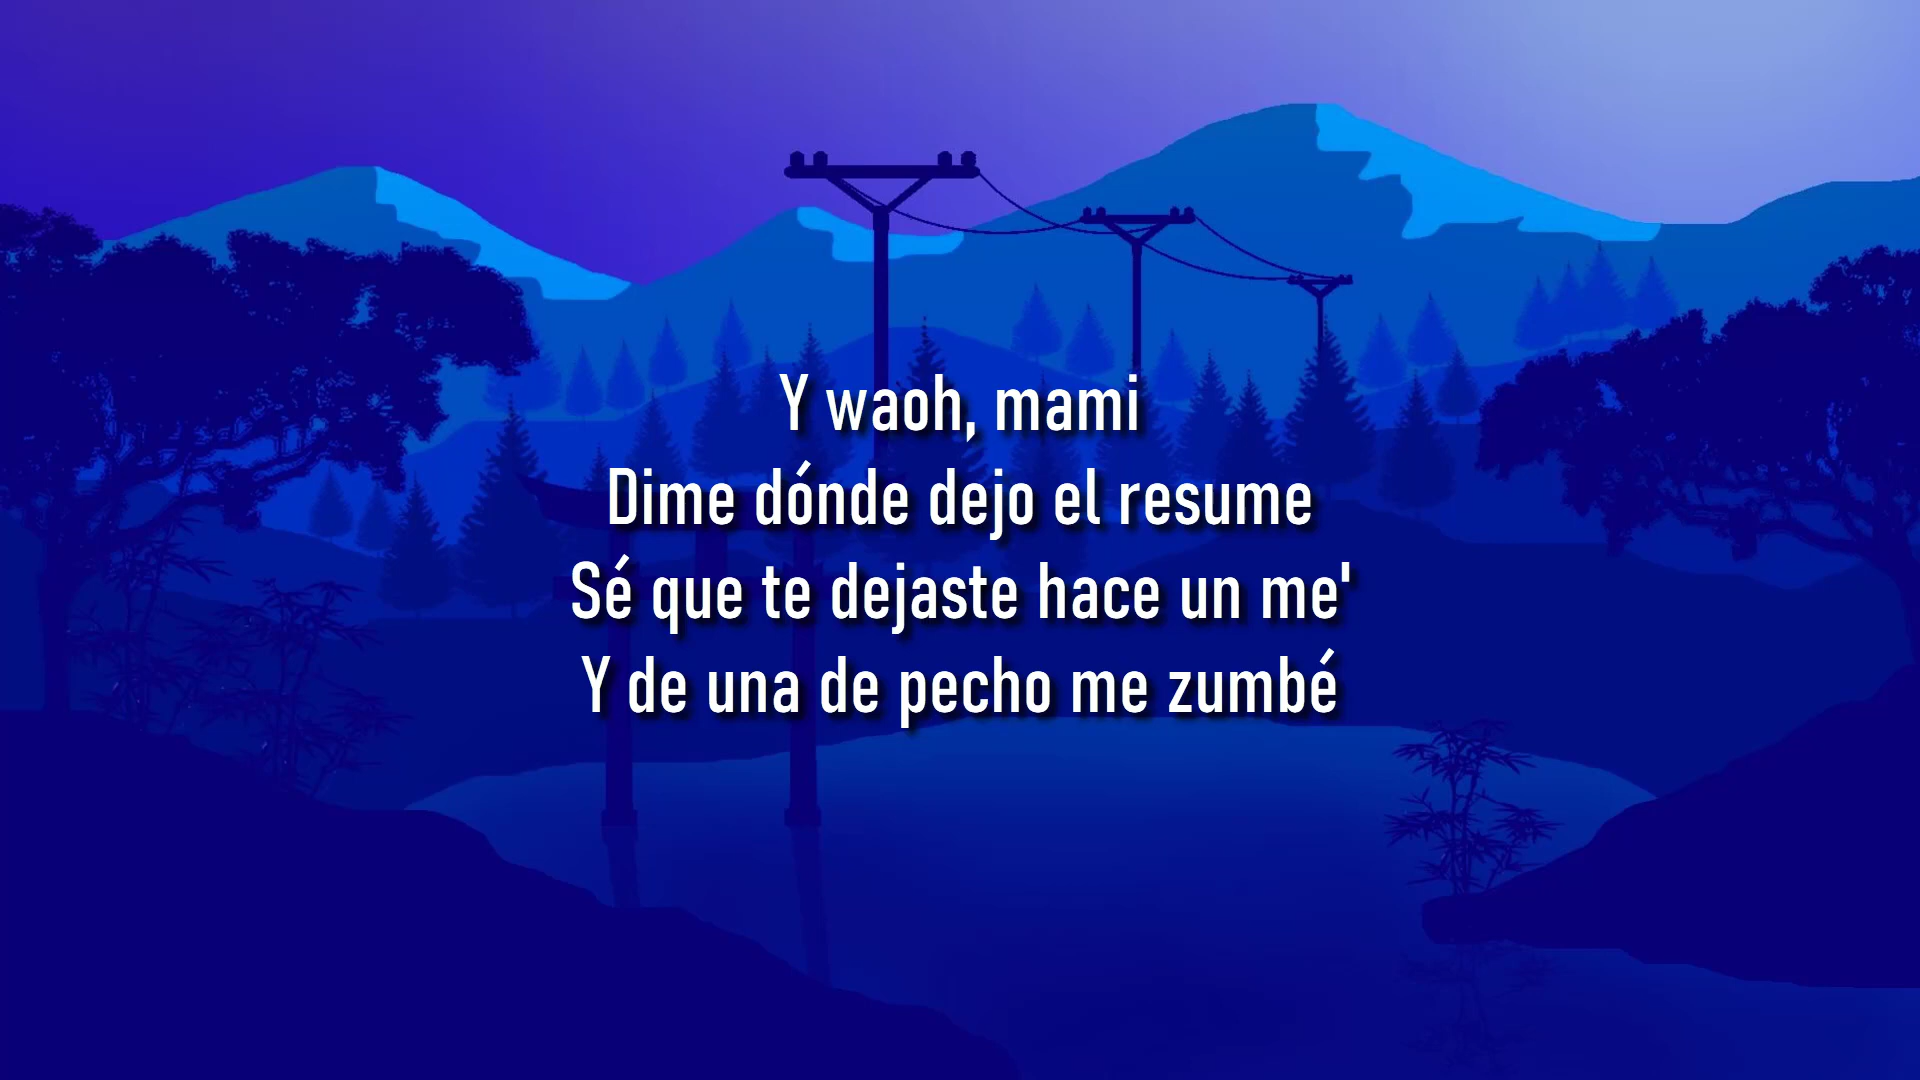 Y waoh, mami
Dime dónde dejo el resume
Sé que te dejaste hace un me'
Y de una de pecho me zumbé